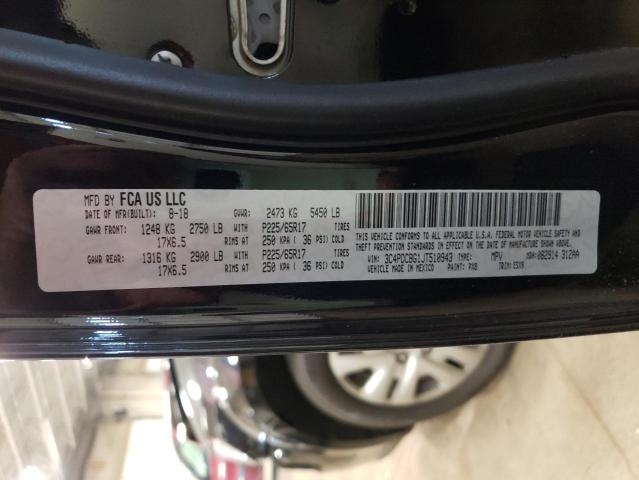 MFD BY FCA US LLC
DATE OF MFR(BUILT): 8-18 GVWR: 2473 KG 5450 LB
GAWR FRONT: 1248 KG 2750 LB WITH P225/65R17 TIRES
17X6.5 RIMS AT 250 KPA ( 36 PSI) COLD
GAWR REAR: 1316 KG 2900 LB WITH P225/65R17 TIRES
17X6.5 RIMS AT 250 KPA ( 36 PSI) COLD
THIS VEHICLE CONFORMS TO ALL APPLICABLE U.S.A. FEDERAL MOTOR VEHICLE SAFETY AND
THEFT PREVENTION STANDARDS IN EFFECT ON THE DATE OF MANUFACTURE SHOWN ABOVE.
VIN: 3C4PDCBG1JT510943 TYPE: MPV MDH: 082914 312AA
VEHICLE MADE IN MEXICO PAINT: PXB TRIM: